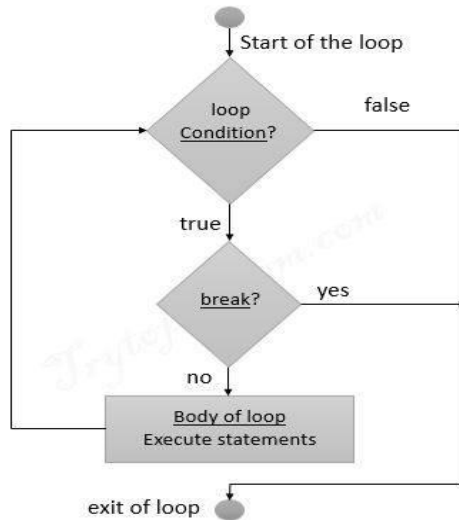 Start of the loop
loop
Condition?
false
true
break?
yes
no
Body of loop
Execute statements
exit of loop